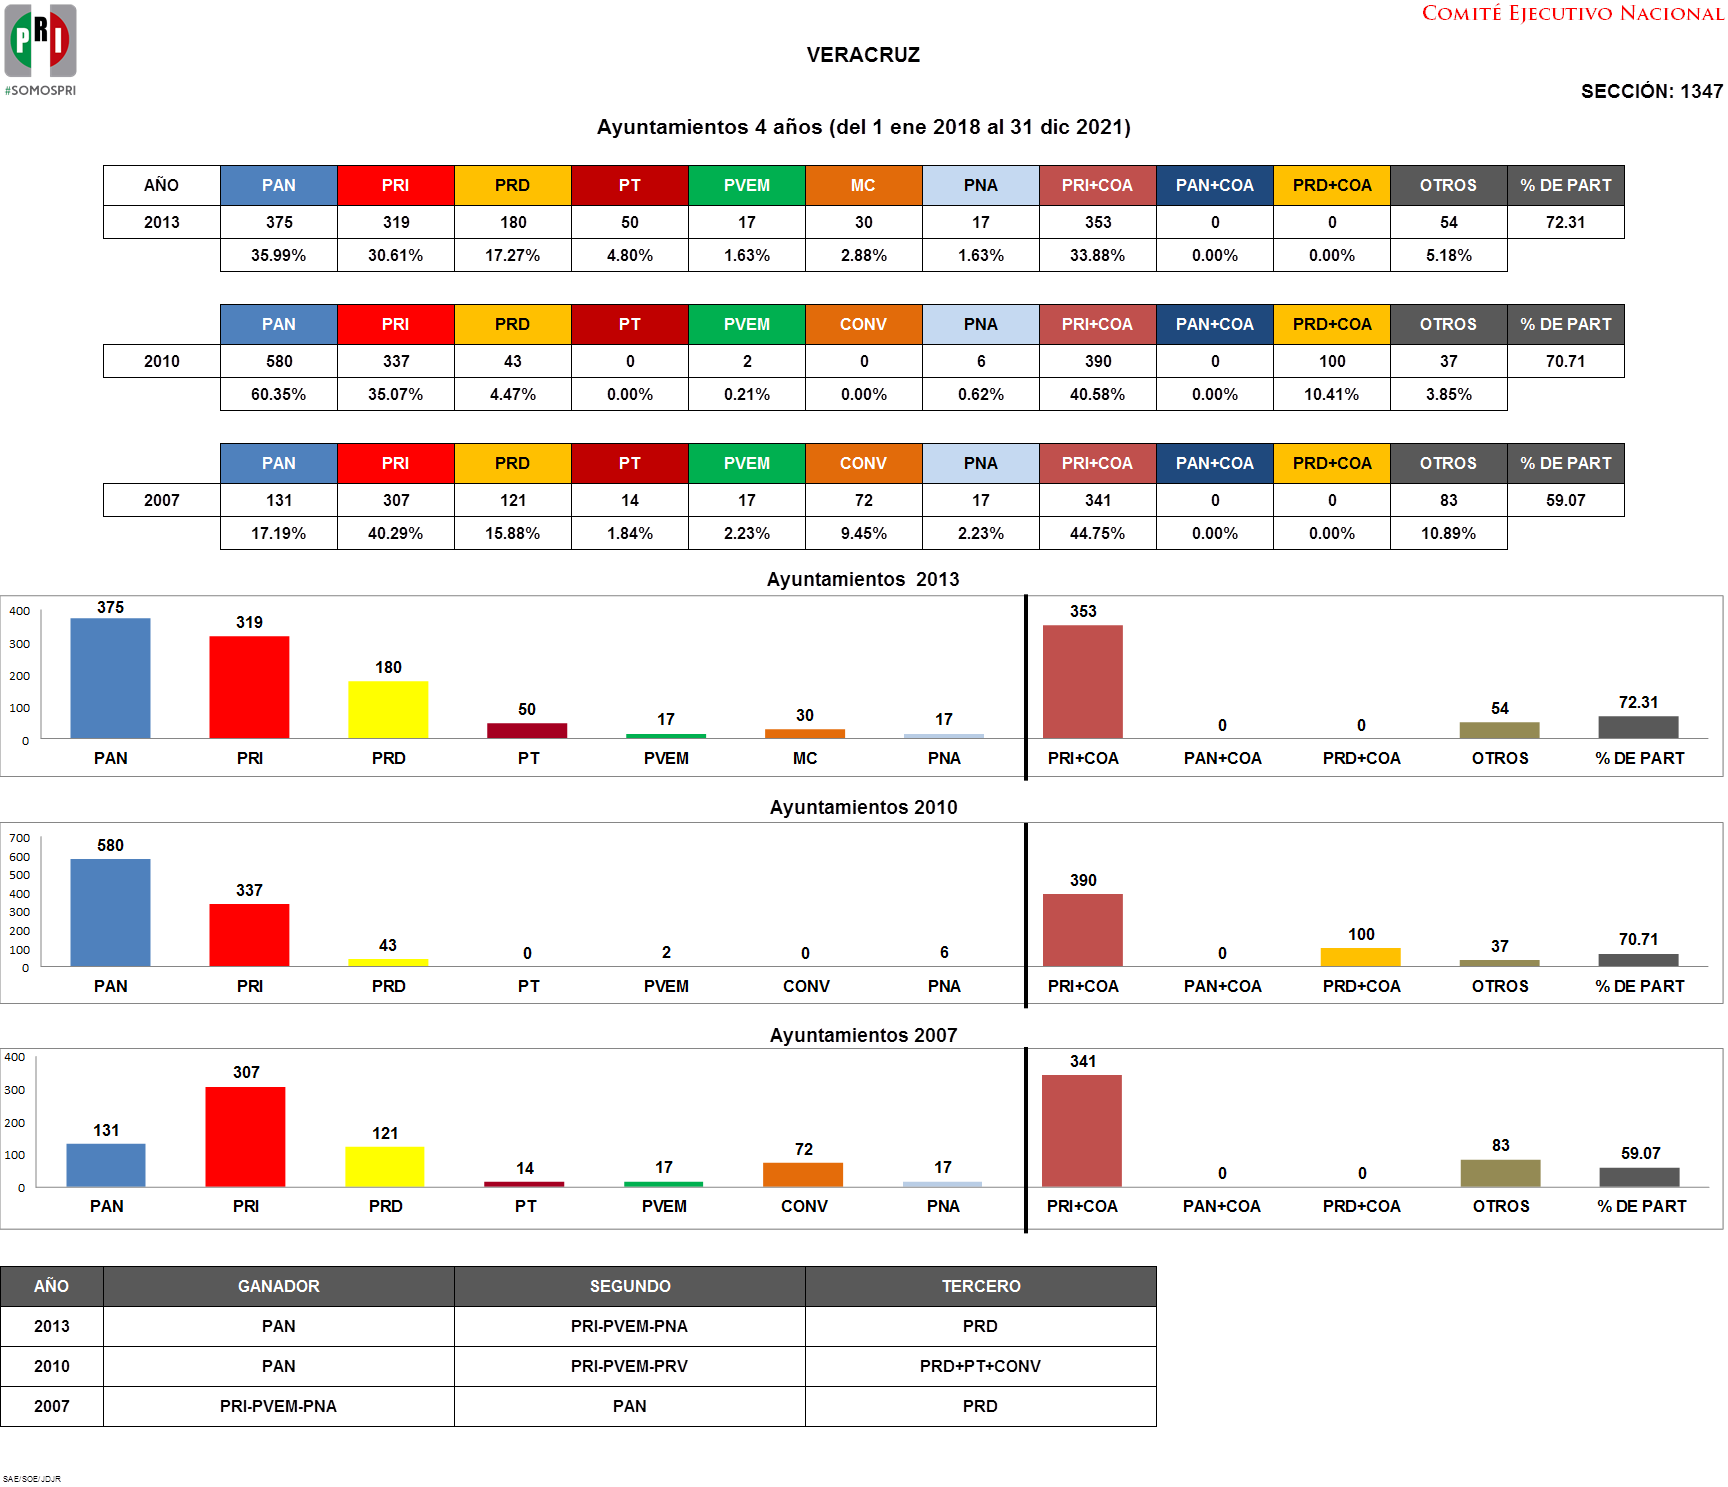 PRI
#SOMOSPRI
COMITÉ EJECUTIVO NACIONAL
VERACRUZ
SECCIÓN: 1347
Ayuntamientos 4 años (del 1 ene 2018 al 31 dic 2021)
AÑO PAN PRI PRD PT PVEM MC PNA PRI+COA PAN+COA PRD+COA OTROS % DE PART
2013 375 319 180 50 17 30 17 353 0 0 54 72.31
35.99% 30.61% 17.27% 4.80% 1.63% 2.88% 1.63% 33.88% 0.00% 0.00% 5.18%
PAN PRI PRD PT PVEM CONV PNA PRI+COA PAN+COA PRD+COA OTROS % DE PART
2010 580 337 43 0 2 0 6 390 0 100 37 70.71
60.35% 35.07% 4.47% 0.00% 0.21% 0.00% 0.62% 40.58% 0.00% 10.41% 3.85%
PAN PRI PRD PT PVEM CONV PNA PRI+COA PAN+COA PRD+COA OTROS % DE PART
2007 131 307 121 14 17 72 17 341 0 0 83 59.07
17.19% 40.29% 15.88% 1.84% 2.23% 9.45% 2.23% 44.75% 0.00% 0.00% 10.89%
Ayuntamientos 2013
400
300
200
100
0
375 319 180 50 17 30 17 353 0 0 54 72.31
PAN PRI PRD PT PVEM MC PNA PRI+COA PAN+COA PRD+COA OTROS % DE PART
Ayuntamientos 2010
700
600
500
400
300
200
100
0
580 337 43 0 2 0 6 390 0 100 37 70.71
PAN PRI PRD PT PVEM CONV PNA PRI+COA PAN+COA PRD+COA OTROS % DE PART
Ayuntamientos 2007
400
300
200
100
0
131 307 121 14 17 72 17 341 0 0 83 59.07
PAN PRI PRD PT PVEM CONV PNA PRI+COA PAN+COA PRD+COA OTROS % DE PART
AÑO GANADOR SEGUNDO TERCERO
2013 PAN PRI-PVEM-PNA PRD
2010 PAN PRI-PVEM-PRV PRD+PT+CONV
2007 PRI-PVEM-PNA PAN PRD
SAE/SOE/JDJR